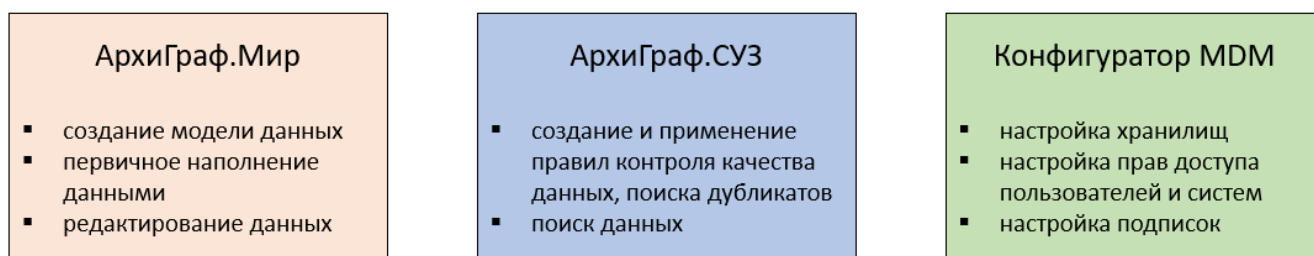 АрхиГраф.Мир
▪ создание модели данных
▪ первичное наполнение
данными
▪ редактирование данных
АрхиГраф.СУЗ
▪ создание и применение
правил контроля качества
данных, поиска дубликатов
▪ поиск данных
Конфигуратор MDM
▪ настройка хранилищ
▪ настройка прав доступа
пользователей и систем
▪ настройка подписок